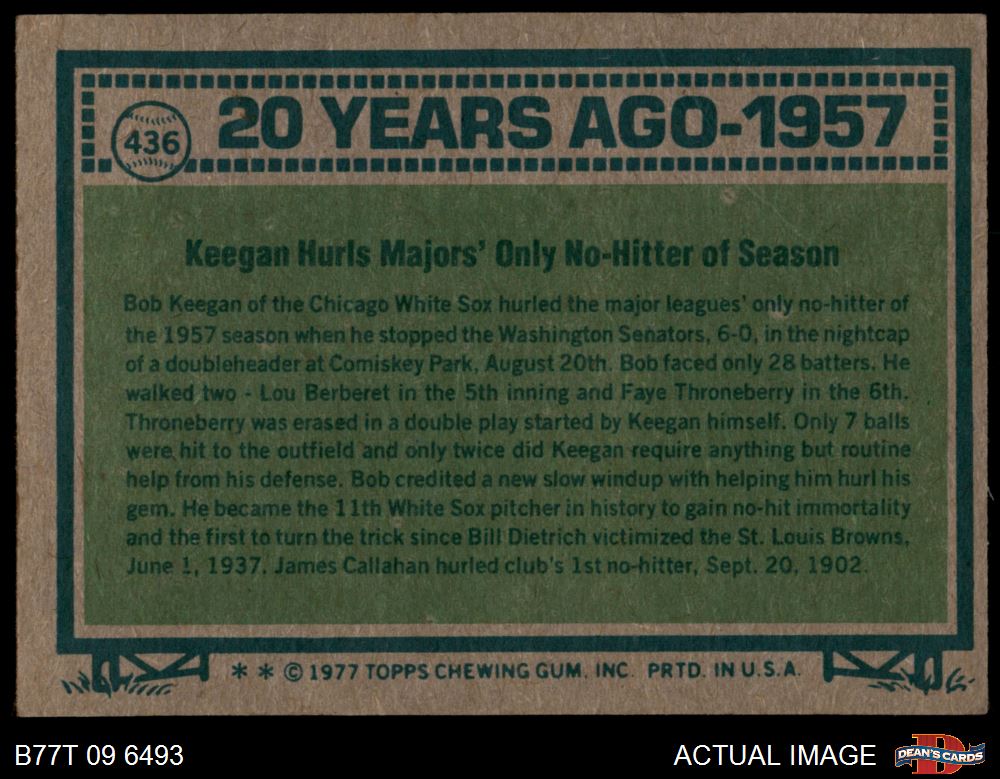 436
20 YEARS AGO-1957
Keegan Hurls Majors' Only No-Hitter of Season
Bob Keegan of the Chicago White Sox hurled the major leagues' only no-hitter of
the 1957 season when he stopped the Washington Senators, 6-0, in the nightcap
of a doubleheader at Comiskey Park, August 20th. Bob faced only 28 batters. He
walked two - Lou Berberet in the 5th inning and Faye Throneberry in the 6th.
Throneberry was erased in a double play started by Keegan himself. Only 7 balls
were hit to the outfield and only twice did Keegan require anything but routine
help from his defense. Bob credited a new slow windup with helping him hurl his
gem. He became the 11th White Sox pitcher in history to gain no-hit immortality
and the first to turn the trick since Bill Dietrich victimized the St. Louis Browns,
June 1, 1937. James Callahan hurled club's 1st no-hitter, Sept. 20, 1902.
* * © 1977 TOPPS CHEWING GUM, INC. PRTD. IN U.S.A.
B77T 09 6493
ACTUAL IMAGE
DEAN'S CARDS